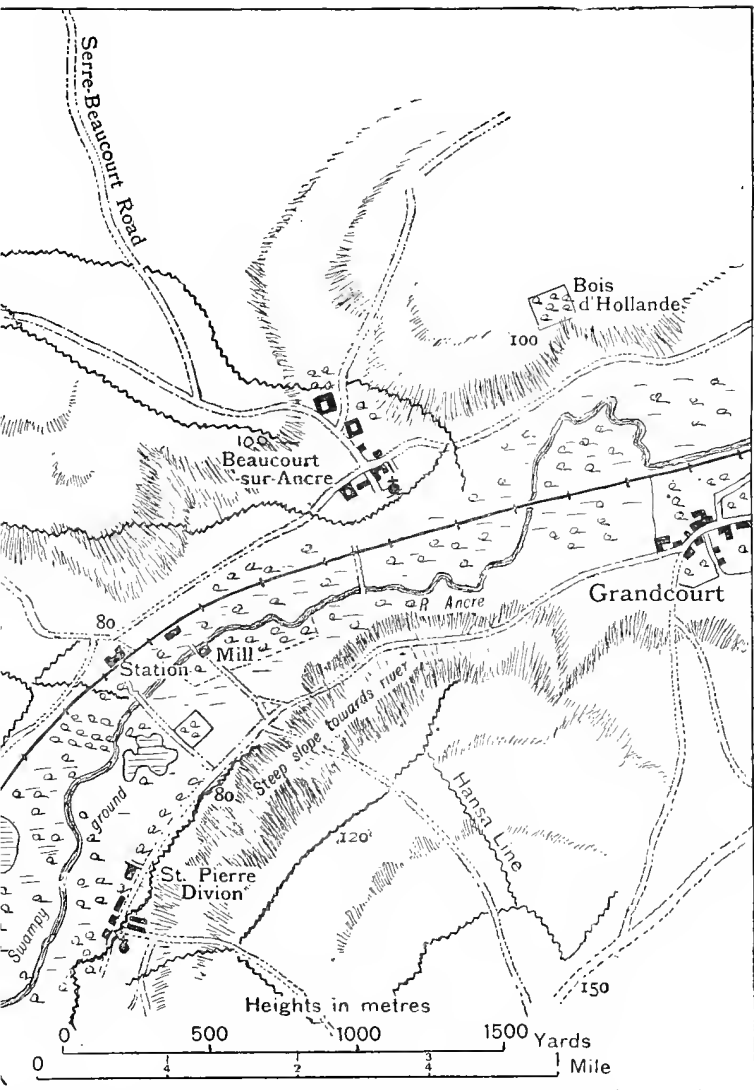 Serre-Beaucourt Road
Bois
d'Hollande
100
100
Beaucourt
-sur-Ancre
Grandcourt
R. Ancre
80
Mill
Station
Steep slope towards river
80
Swampy ground
Hansa Line
120
St. Pierre
Divion
150
Heights in metres
0 500 1000 1500 Yards
0 1/4 1/2 3/4 1 Mile